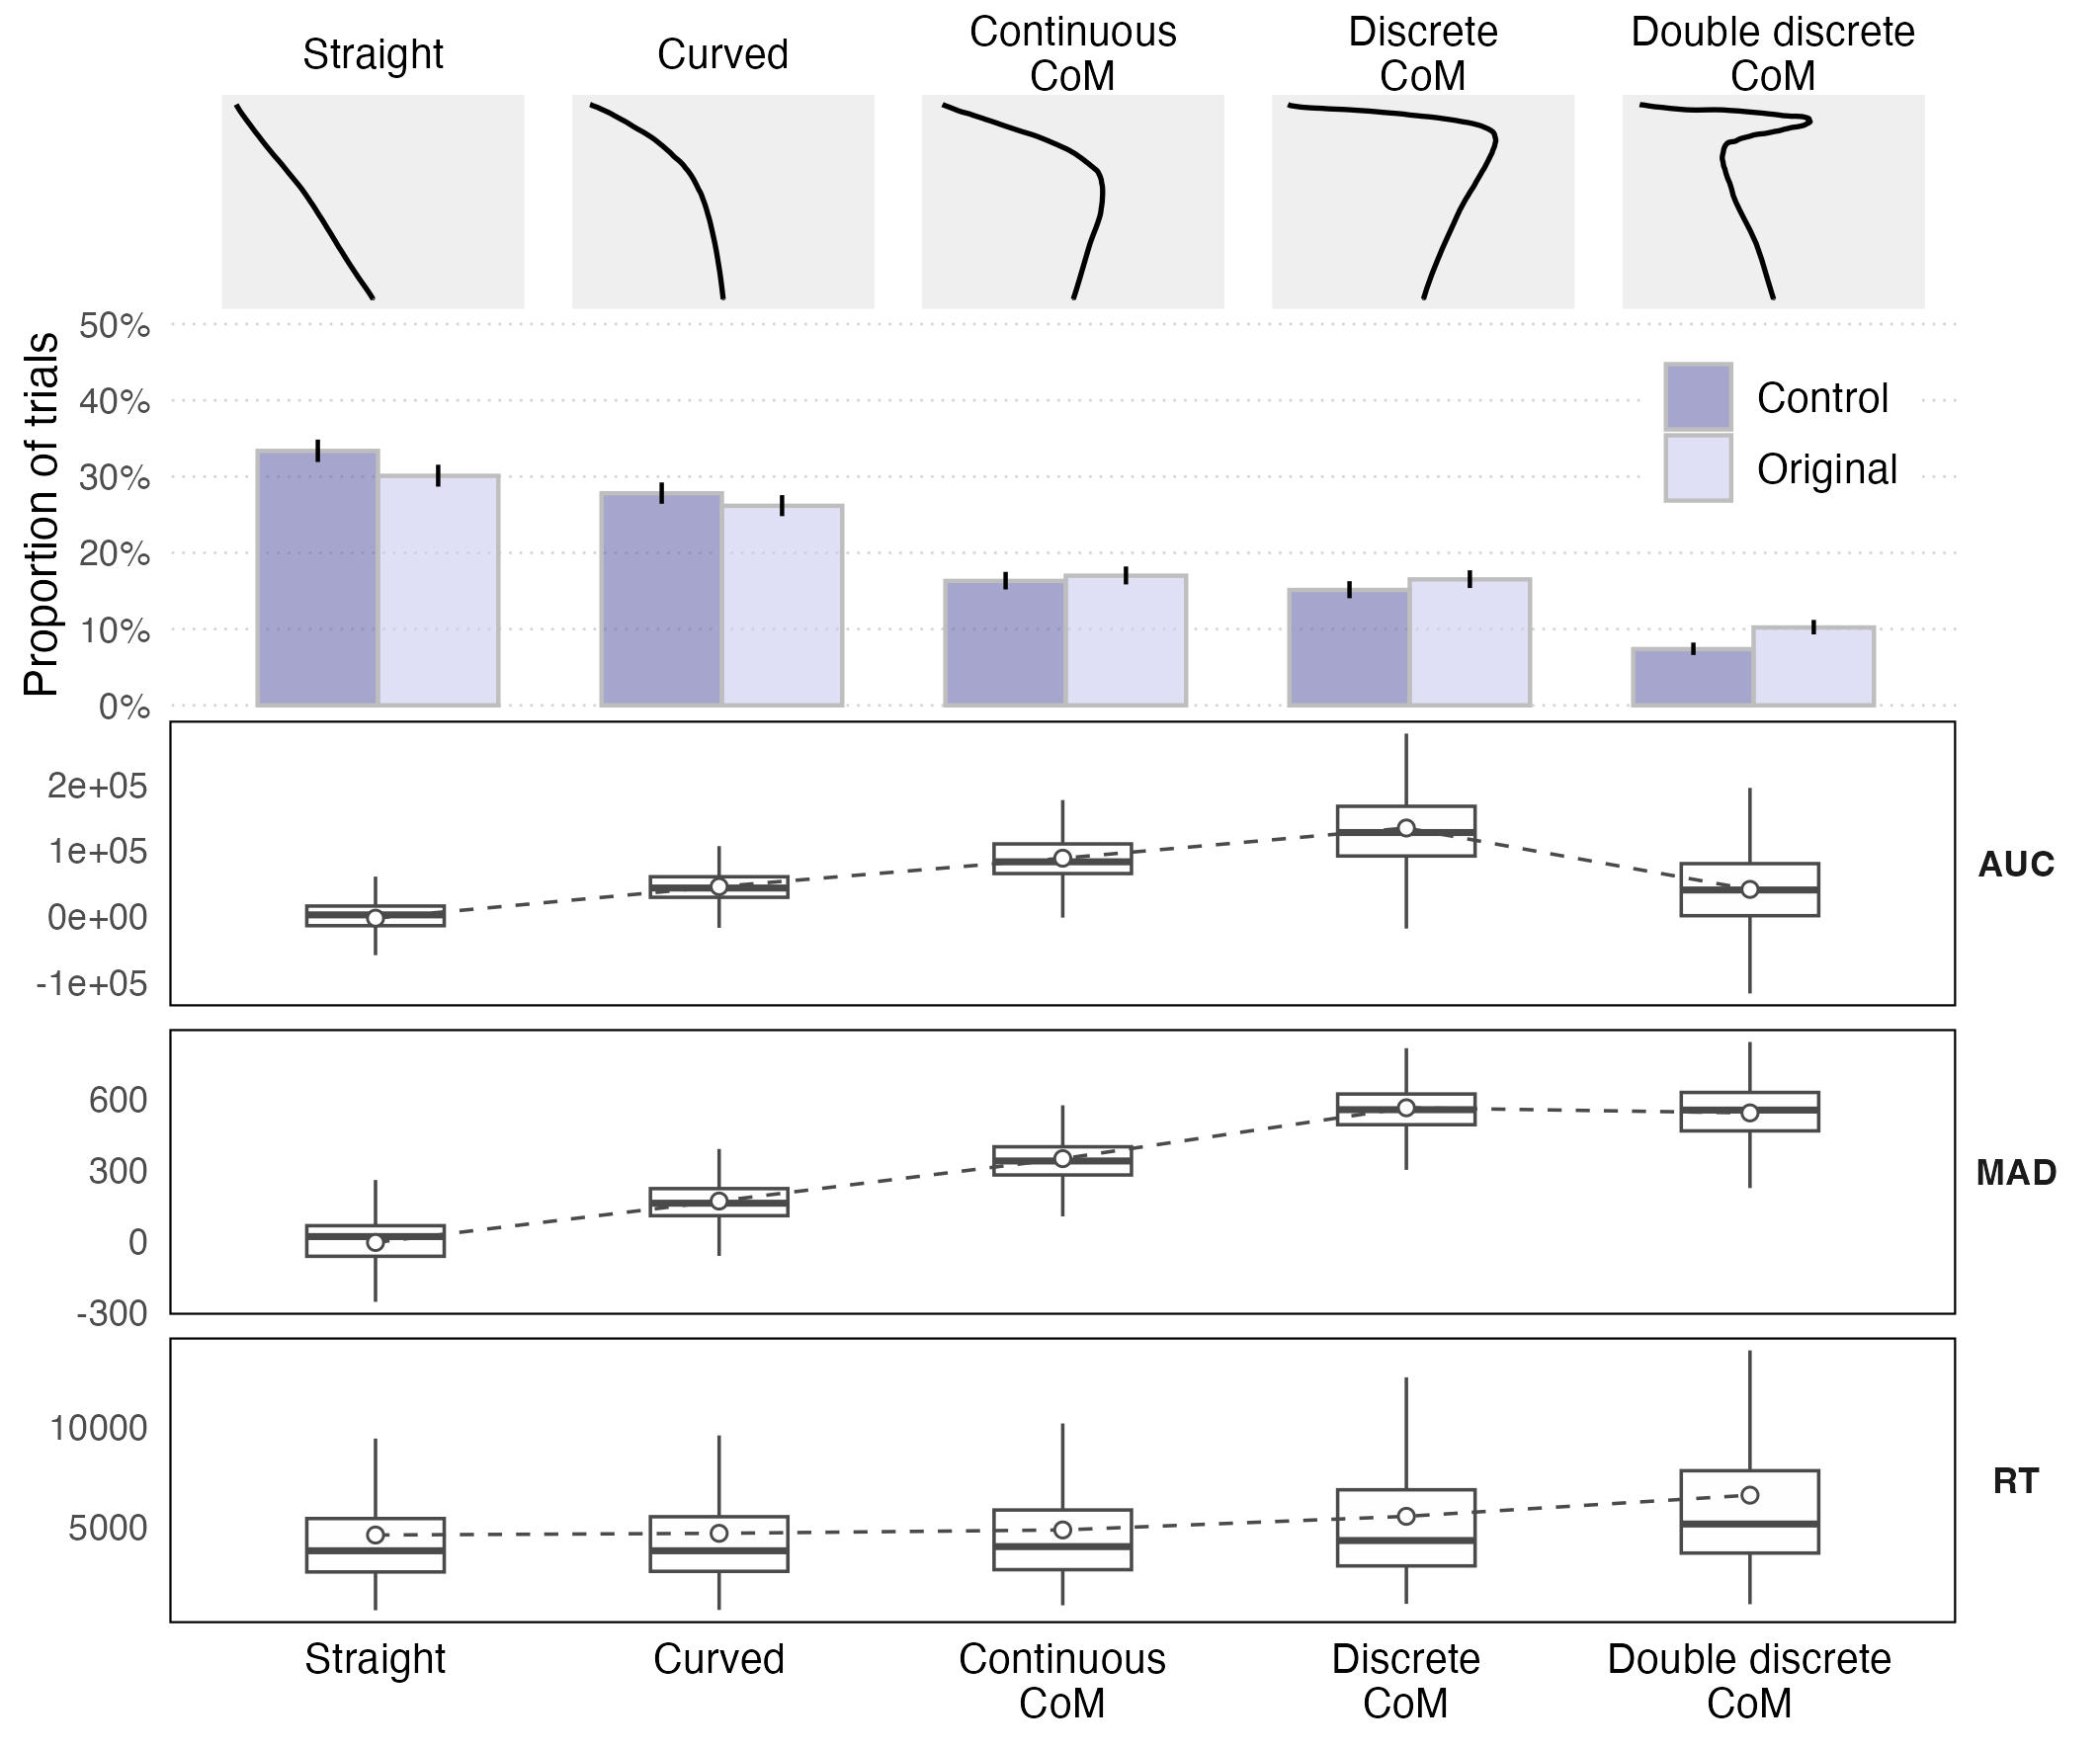 Straight
Curved
Continuous
CoM
Discrete
CoM
Double discrete
CoM
Proportion of trials
50%
40%
30%
20%
10%
0%
Control
Original
2e+05
1e+05
0e+00
-1e+05
AUC
600
300
0
-300
MAD
10000
5000
RT
Straight
Curved
Continuous
CoM
Discrete
CoM
Double discrete
CoM